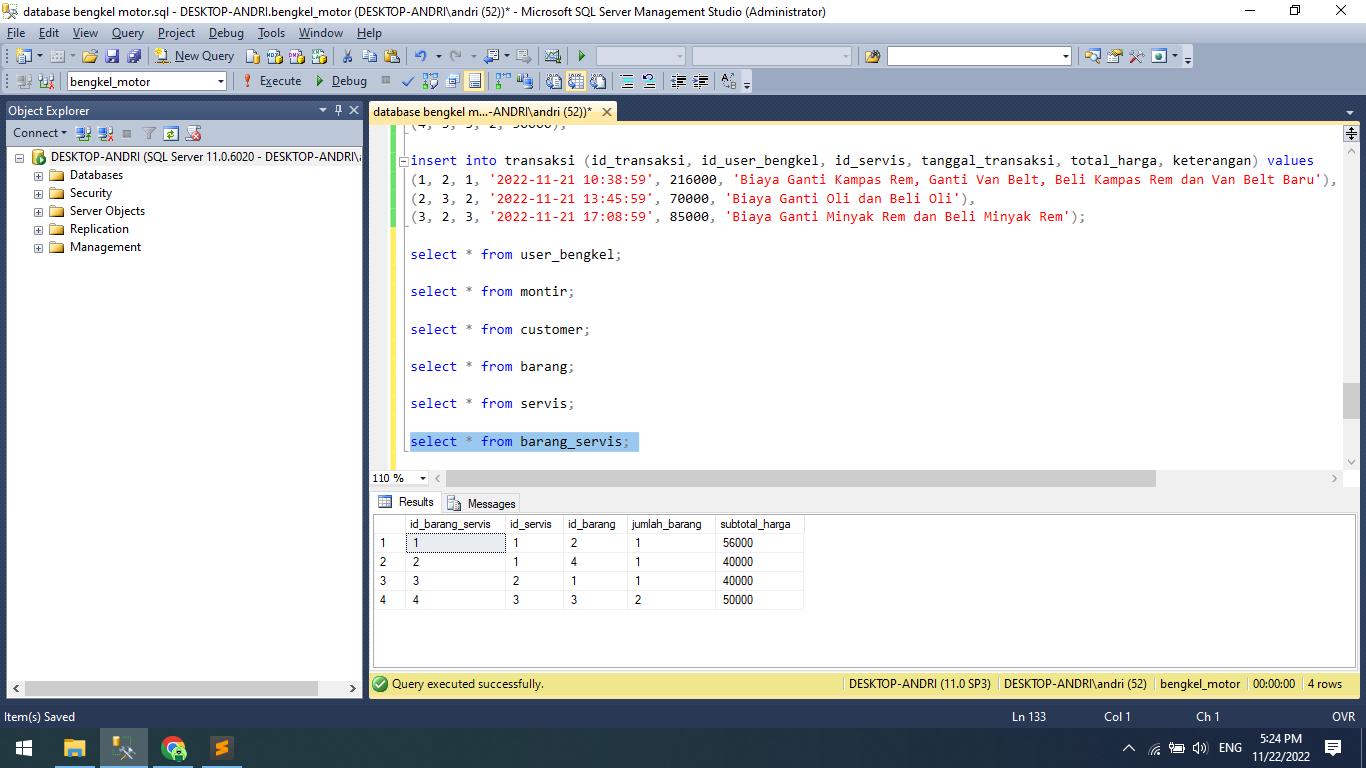 database bengkel motor.sql - DESKTOP-ANDRI.bengkel_motor (DESKTOP-ANDRI\andri (52))* - Microsoft SQL Server Management Studio (Administrator)
File Edit View Query Project Debug Tools Window Help
New Query
bengkel_motor Execute Debug
Object Explorer
Connect
DESKTOP-ANDRI (SQL Server 11.0.6020 - DESKTOP-ANDRI\
Databases
Security
Server Objects
Replication
Management
database bengkel m...-ANDRI\andri (52))*
insert into transaksi (id_transaksi, id_user_bengkel, id_servis, tanggal_transaksi, total_harga, keterangan) values
(1, 2, 1, '2022-11-21 10:38:59', 216000, 'Biaya Ganti Kampas Rem, Ganti Van Belt, Beli Kampas Rem dan Van Belt Baru'),
(2, 3, 2, '2022-11-21 13:45:59', 70000, 'Biaya Ganti Oli dan Beli Oli'),
(3, 2, 3, '2022-11-21 17:08:59', 85000, 'Biaya Ganti Minyak Rem dan Beli Minyak Rem');
select * from user_bengkel;
select * from montir;
select * from customer;
select * from barang;
select * from servis;
select * from barang_servis;
110 %
Results Messages
id_barang_servis id_servis id_barang jumlah_barang subtotal_harga
1 1 1 2 1 56000
2 2 1 4 1 40000
3 3 2 1 1 40000
4 4 3 3 2 50000
Query executed successfully. DESKTOP-ANDRI (11.0 SP3) DESKTOP-ANDRI\andri (52) bengkel_motor 00:00:00 4 rows
Item(s) Saved Ln 133 Col 1 Ch 1 OVR
ENG 5:24 PM
11/22/2022